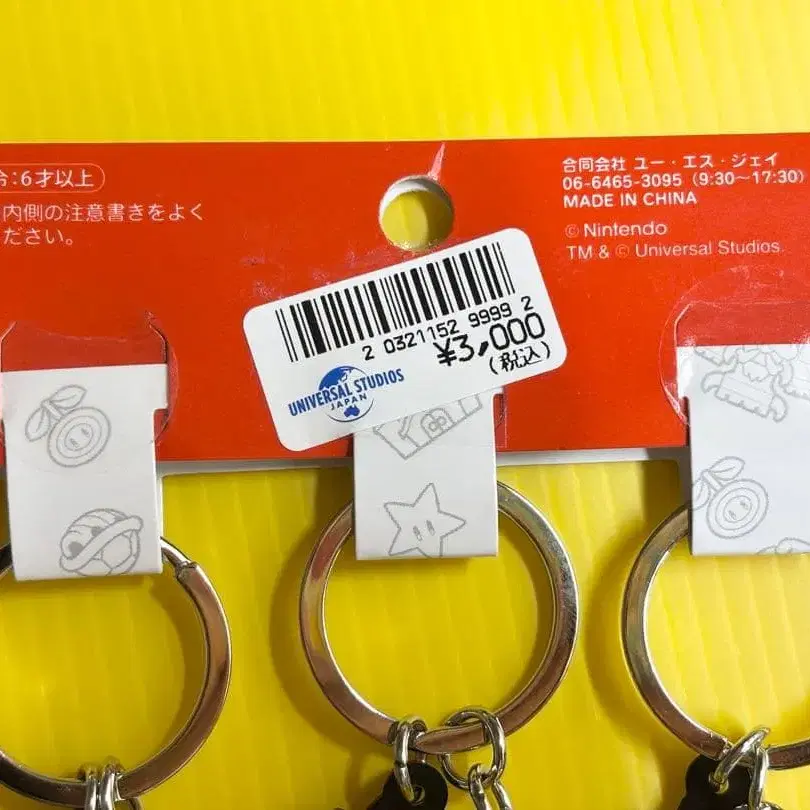 齢：6才以上
内側の注意書きをよく
ださい。
合同会社 ユー・エス・ジェイ
06-6465-3095（9:30～17:30）
MADE IN CHINA
© Nintendo
TM & © Universal Studios.
2 0321152 9999 2
¥3,000
(税込)
UNIVERSAL STUDIOS
JAPAN